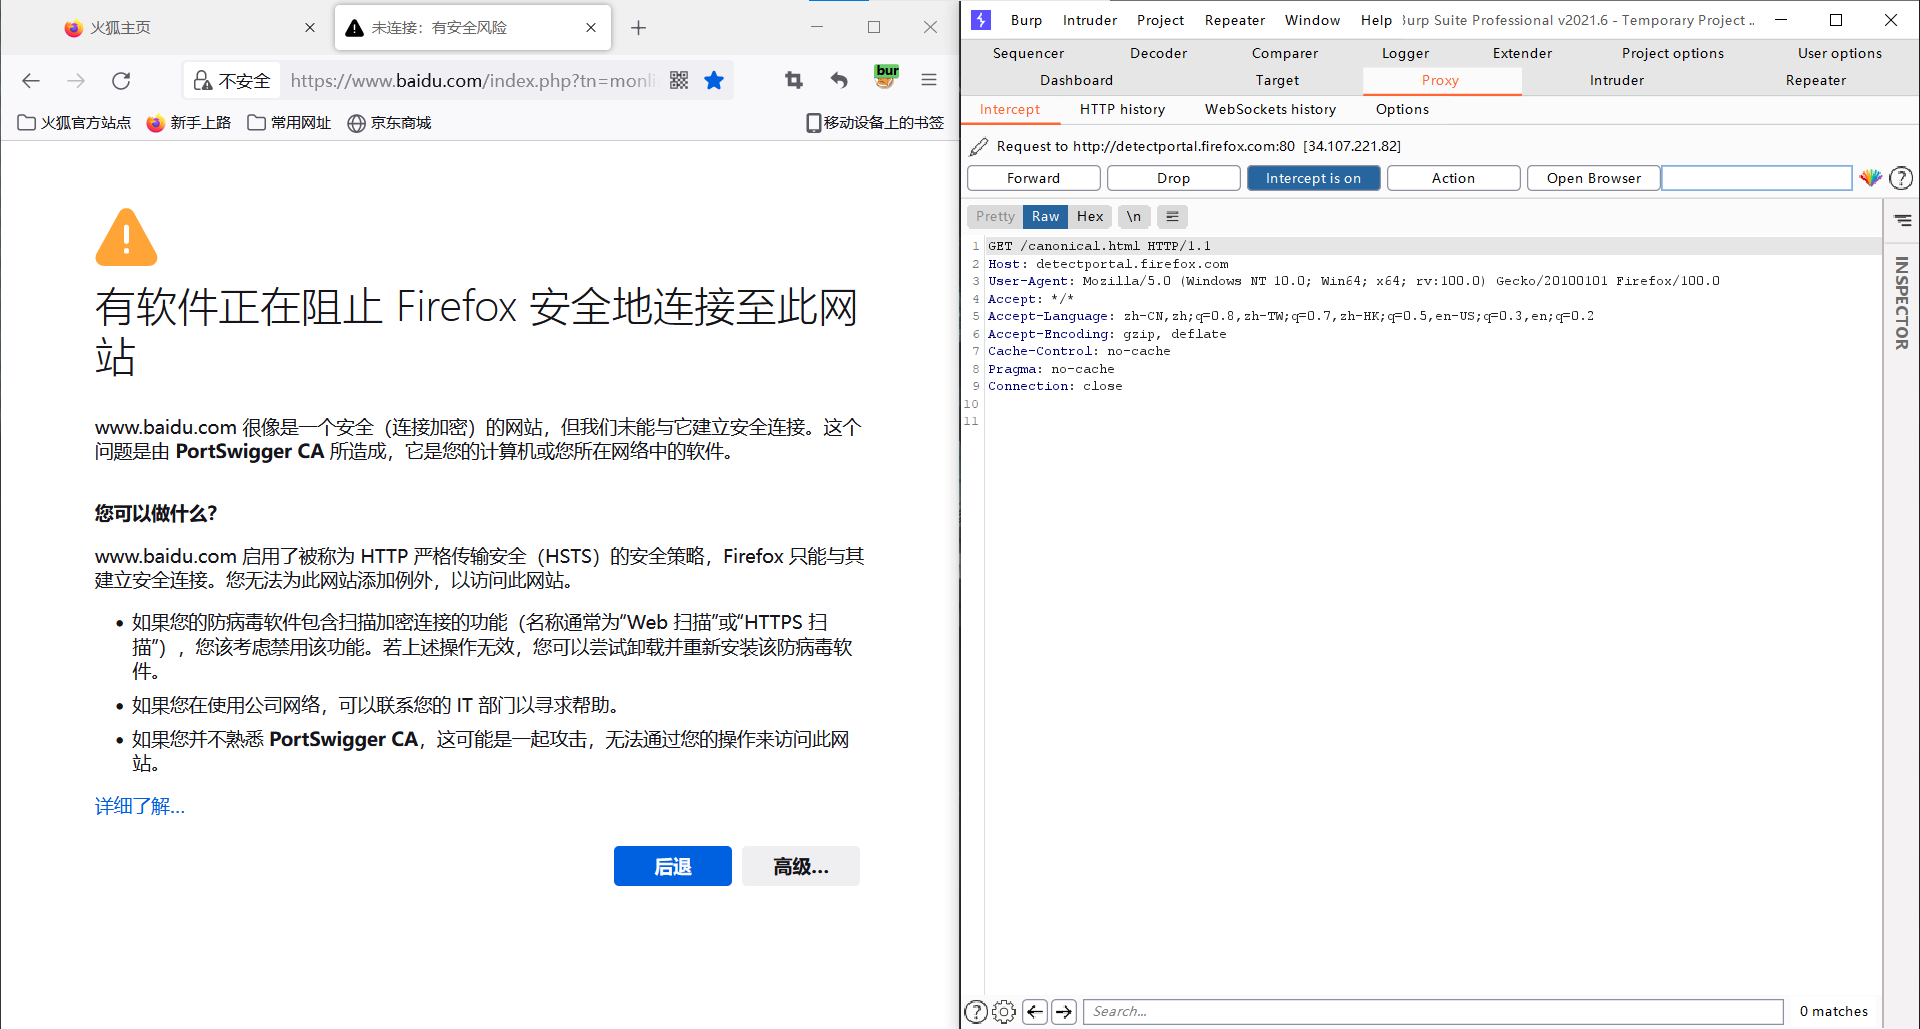 火狐主页
未连接：有安全风险
不安全
https://www.baidu.com/index.php?tn=monli
bur
火狐官方站点
新手上路
常用网址
京东商城
移动设备上的书签
有软件正在阻止 Firefox 安全地连接至此网
站
www.baidu.com 很像是一个安全（连接加密）的网站，但我们未能与它建立安全连接。这个
问题是由 PortSwigger CA 所造成，它是您的计算机或您所在网络中的软件。
您可以做什么?
www.baidu.com 启用了被称为 HTTP 严格传输安全（HSTS）的安全策略，Firefox 只能与其
建立安全连接。您无法为此网站添加例外，以访问此网站。
• 如果您的防病毒软件包含扫描加密连接的功能（名称通常为“Web 扫描”或“HTTPS 扫
描”），您该考虑禁用该功能。若上述操作无效，您可以尝试卸载并重新安装该防病毒软
件。
• 如果您在使用公司网络，可以联系您的 IT 部门以寻求帮助。
• 如果您并不熟悉 PortSwigger CA，这可能是一起攻击，无法通过您的操作来访问此网
站。
详细了解...
后退
高级...
Burp Intruder Project Repeater Window Help Burp Suite Professional v2021.6 - Temporary Project ..
Sequencer Decoder Comparer Logger Extender Project options User options
Dashboard Target Proxy Intruder Repeater
Intercept HTTP history WebSockets history Options
Request to http://detectportal.firefox.com:80 [34.107.221.82]
Forward Drop Intercept is on Action Open Browser
?
Pretty Raw Hex \n
1 GET /canonical.html HTTP/1.1
2 Host: detectportal.firefox.com
3 User-Agent: Mozilla/5.0 (Windows NT 10.0; Win64; x64; rv:100.0) Gecko/20100101 Firefox/100.0
4 Accept: */*
5 Accept-Language: zh-CN,zh;q=0.8,zh-TW;q=0.7,zh-HK;q=0.5,en-US;q=0.3,en;q=0.2
6 Accept-Encoding: gzip, deflate
7 Cache-Control: no-cache
8 Pragma: no-cache
9 Connection: close
10
11
INSPECTOR
?
Search...
0 matches